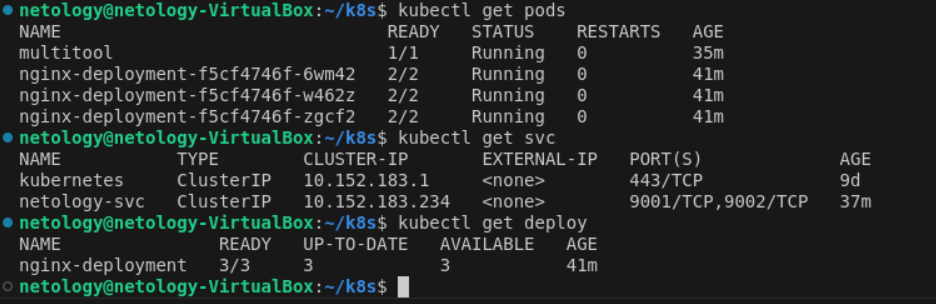 netology@netology-VirtualBox:~/k8s$ kubectl get pods
NAME READY STATUS RESTARTS AGE
multitool 1/1 Running 0 35m
nginx-deployment-f5cf4746f-6wm42 2/2 Running 0 41m
nginx-deployment-f5cf4746f-w462z 2/2 Running 0 41m
nginx-deployment-f5cf4746f-zgcf2 2/2 Running 0 41m
netology@netology-VirtualBox:~/k8s$ kubectl get svc
NAME TYPE CLUSTER-IP EXTERNAL-IP PORT(S) AGE
kubernetes ClusterIP 10.152.183.1 <none> 443/TCP 9d
netology-svc ClusterIP 10.152.183.234 <none> 9001/TCP,9002/TCP 37m
netology@netology-VirtualBox:~/k8s$ kubectl get deploy
NAME READY UP-TO-DATE AVAILABLE AGE
nginx-deployment 3/3 3 3 41m
netology@netology-VirtualBox:~/k8s$